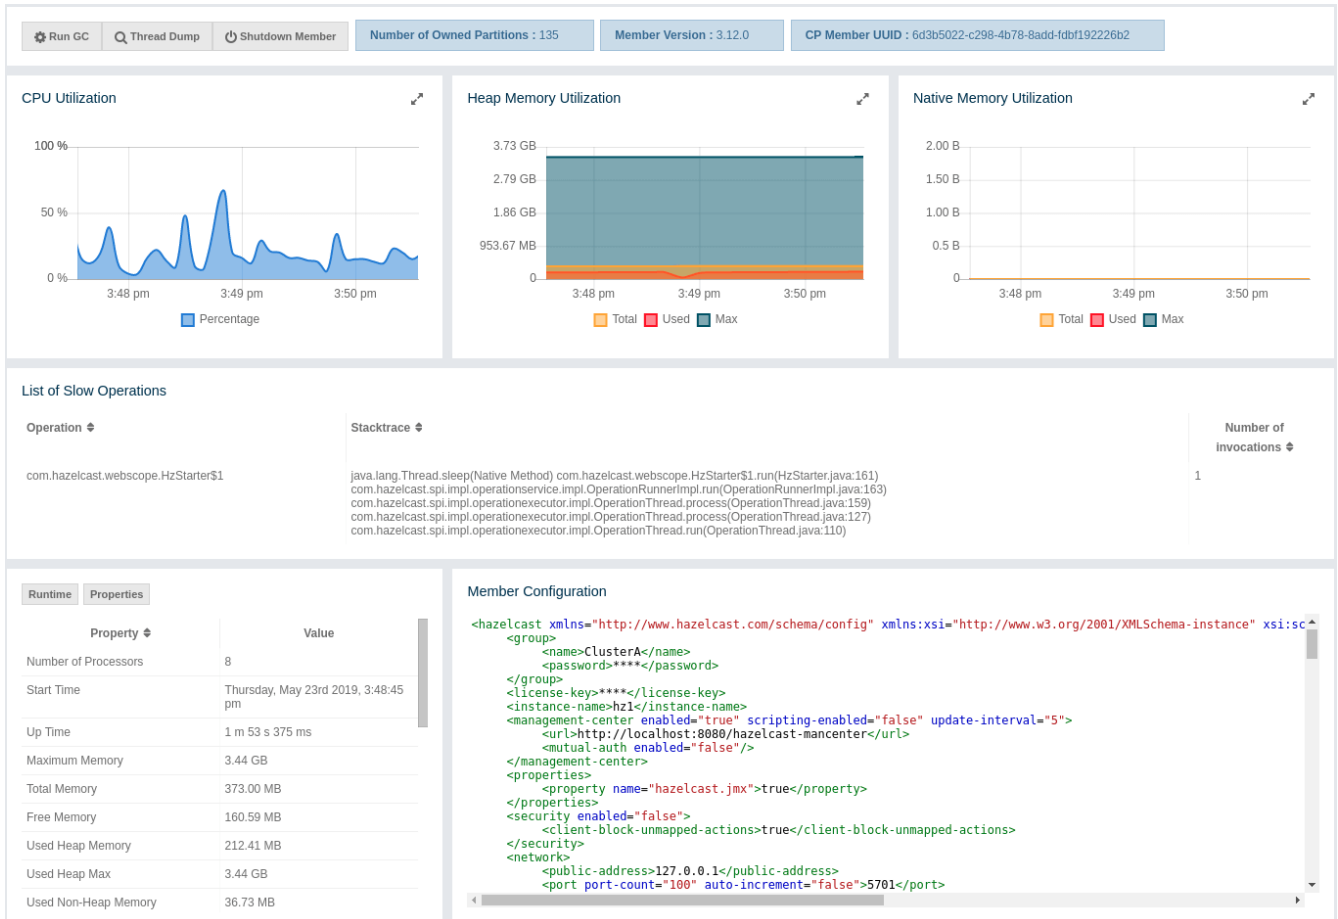 Run GC
Thread Dump
Shutdown Member
Number of Owned Partitions : 135
Member Version : 3.12.0
CP Member UUID : 6d3b5022-c298-4b78-8add-fdbf192226b2
CPU Utilization
100 %
50 %
0 %
3:48 pm 3:49 pm 3:50 pm
Percentage
Heap Memory Utilization
3.73 GB
2.79 GB
1.86 GB
953.67 MB
0
3:48 pm 3:49 pm 3:50 pm
Total Used Max
Native Memory Utilization
2.00 B
1.50 B
1.00 B
0.5 B
0
3:48 pm 3:49 pm 3:50 pm
Total Used Max
List of Slow Operations
Operation Stacktrace Number of
invocations
com.hazelcast.webscope.HzStarter$1 java.lang.Thread.sleep(Native Method) com.hazelcast.webscope.HzStarter$1.run(HzStarter.java:161) 1
com.hazelcast.spi.impl.operationservice.impl.OperationRunnerImpl.run(OperationRunnerImpl.java:163)
com.hazelcast.spi.impl.operationexecutor.impl.OperationThread.process(OperationThread.java:159)
com.hazelcast.spi.impl.operationexecutor.impl.OperationThread.process(OperationThread.java:127)
com.hazelcast.spi.impl.operationexecutor.impl.OperationThread.run(OperationThread.java:110)
Runtime Properties
Property Value
Number of Processors 8
Start Time Thursday, May 23rd 2019, 3:48:45
pm
Up Time 1 m 53 s 375 ms
Maximum Memory 3.44 GB
Total Memory 373.00 MB
Free Memory 160.59 MB
Used Heap Memory 212.41 MB
Used Heap Max 3.44 GB
Used Non-Heap Memory 36.73 MB
Member Configuration
<hazelcast xmlns="http://www.hazelcast.com/schema/config" xmlns:xsi="http://www.w3.org/2001/XMLSchema-instance" xsi:sc
<group>
<name>ClusterA</name>
<password>****</password>
</group>
<license-key>****</license-key>
<instance-name>hz1</instance-name>
<management-center enabled="true" scripting-enabled="false" update-interval="5">
<url>http://localhost:8080/hazelcast-mancenter</url>
<mutual-auth enabled="false"/>
</management-center>
<properties>
<property name="hazelcast.jmx">true</property>
</properties>
<security enabled="false">
<client-block-unmapped-actions>true</client-block-unmapped-actions>
</security>
<network>
<public-address>127.0.0.1</public-address>
<port port-count="100" auto-increment="false">5701</port>